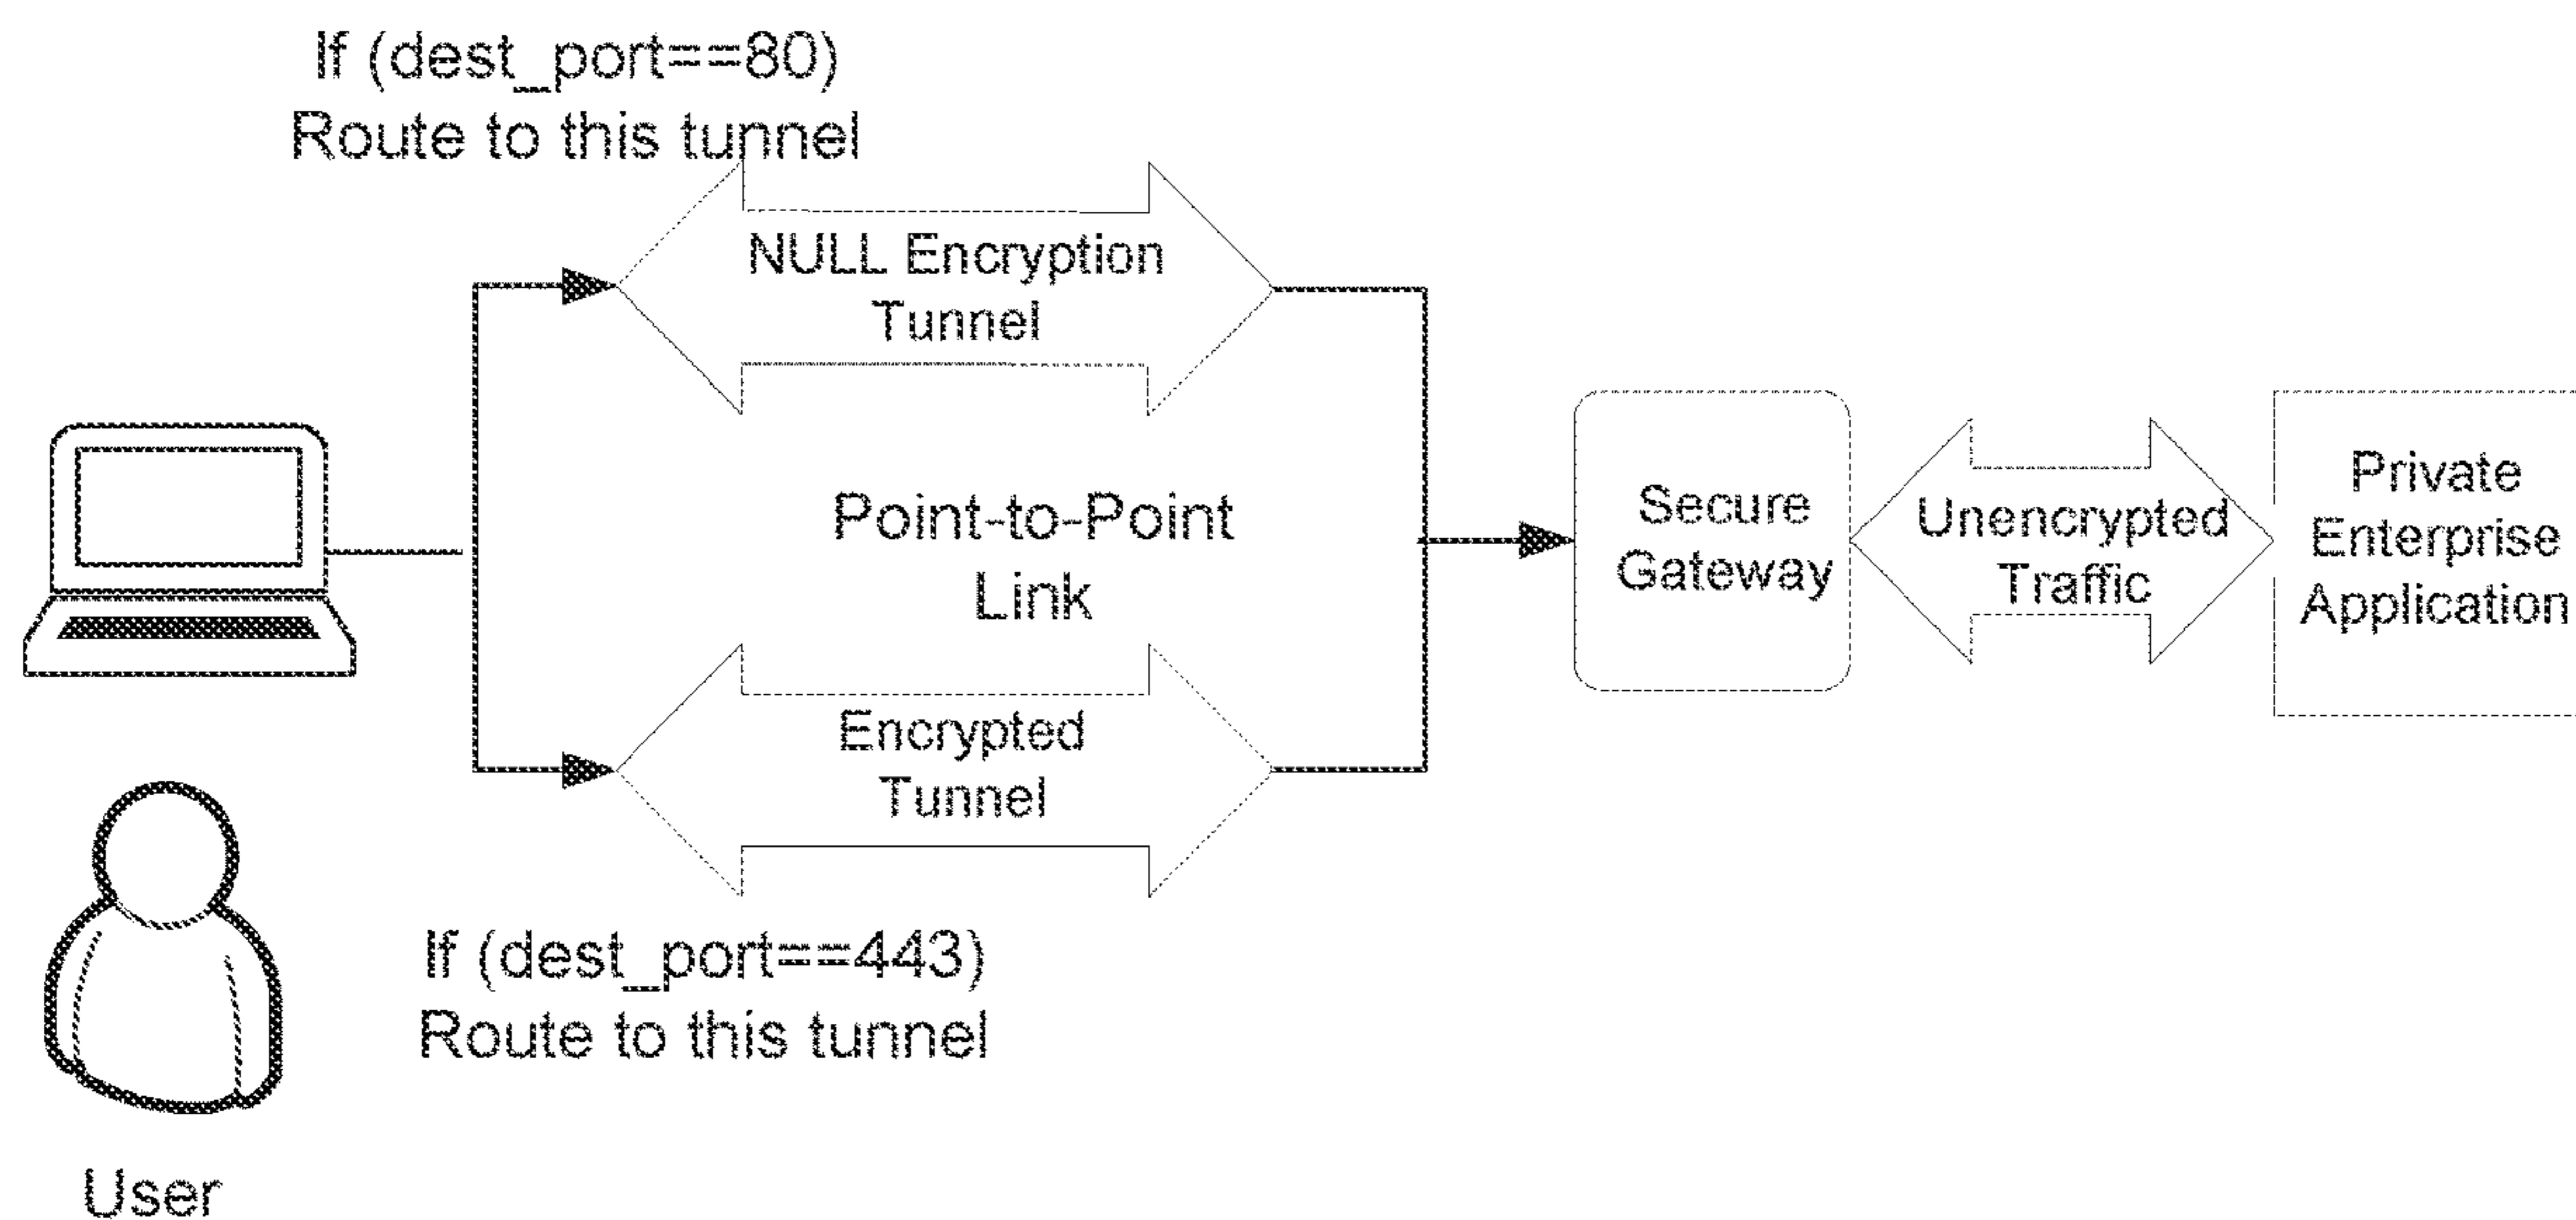 If (dest_port==80)
Route to this tunnel
NULL Encryption
Tunnel
Point-to-Point
Link
Encrypted
Tunnel
If (dest_port==443)
Route to this tunnel
Secure
Gateway
Unencrypted
Traffic
Private
Enterprise
Application
User